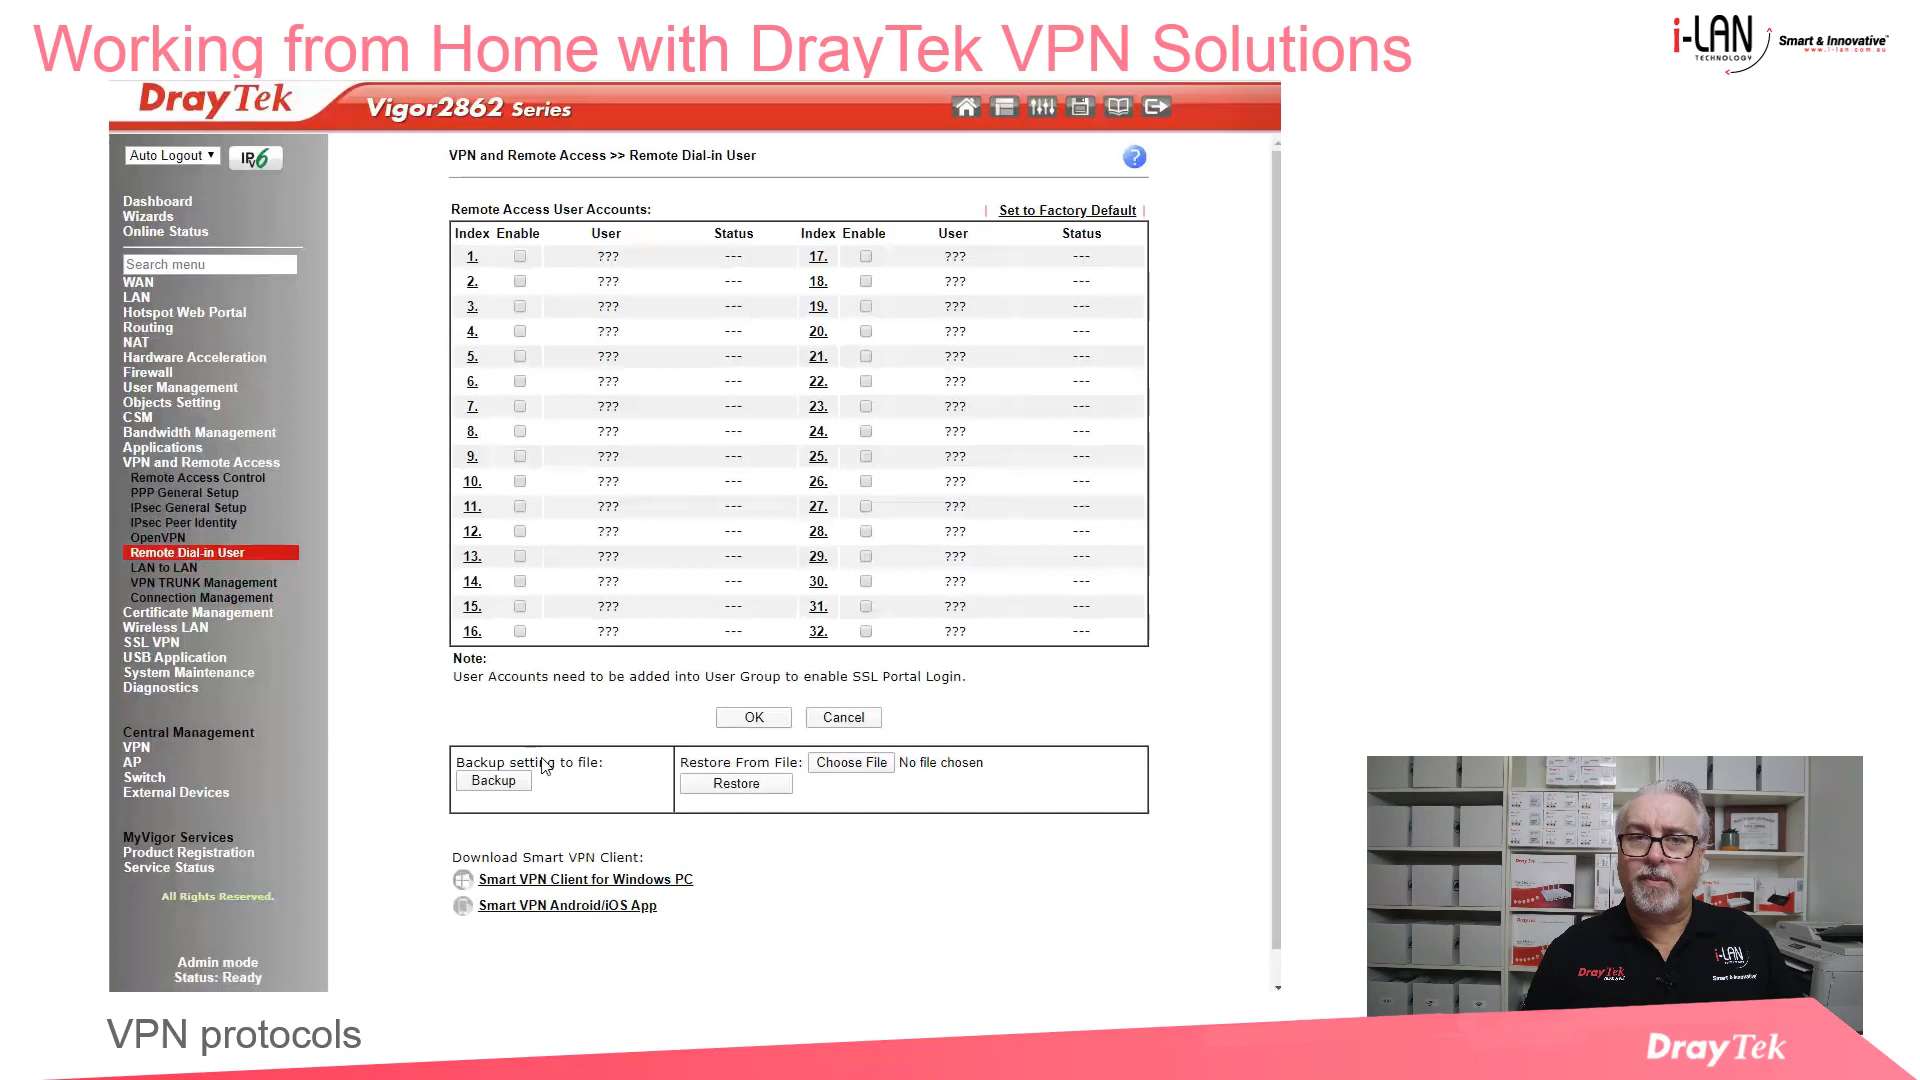 Working from Home with DrayTek VPN Solutions
i-LAN
TECHNOLOGY
Smart & Innovative™
www.i-lan.com.au
DrayTek
Vigor2862 Series
Auto Logout
IPv6
Dashboard
Wizards
Online Status
Search menu
WAN
LAN
Hotspot Web Portal
Routing
NAT
Hardware Acceleration
Firewall
User Management
Objects Setting
CSM
Bandwidth Management
Applications
VPN and Remote Access
Remote Access Control
PPP General Setup
IPsec General Setup
IPsec Peer Identity
OpenVPN
Remote Dial-in User
LAN to LAN
VPN TRUNK Management
Connection Management
Certificate Management
Wireless LAN
SSL VPN
USB Application
System Maintenance
Diagnostics
Central Management
VPN
AP
Switch
External Devices
MyVigor Services
Product Registration
Service Status
All Rights Reserved.
Admin mode
Status: Ready
VPN and Remote Access >> Remote Dial-in User
?
Remote Access User Accounts: | Set to Factory Default |
Index Enable User Status Index Enable User Status
1. ??? --- 17. ??? ---
2. ??? --- 18. ??? ---
3. ??? --- 19. ??? ---
4. ??? --- 20. ??? ---
5. ??? --- 21. ??? ---
6. ??? --- 22. ??? ---
7. ??? --- 23. ??? ---
8. ??? --- 24. ??? ---
9. ??? --- 25. ??? ---
10. ??? --- 26. ??? ---
11. ??? --- 27. ??? ---
12. ??? --- 28. ??? ---
13. ??? --- 29. ??? ---
14. ??? --- 30. ??? ---
15. ??? --- 31. ??? ---
16. ??? --- 32. ??? ---
Note:
User Accounts need to be added into User Group to enable SSL Portal Login.
OK Cancel
Backup setting to file:
Backup
Restore From File: Choose File No file chosen
Restore
Download Smart VPN Client:
Smart VPN Client for Windows PC
Smart VPN Android/iOS App
DrayTek
i-LAN
Smart & Innovative
VPN protocols
DrayTek